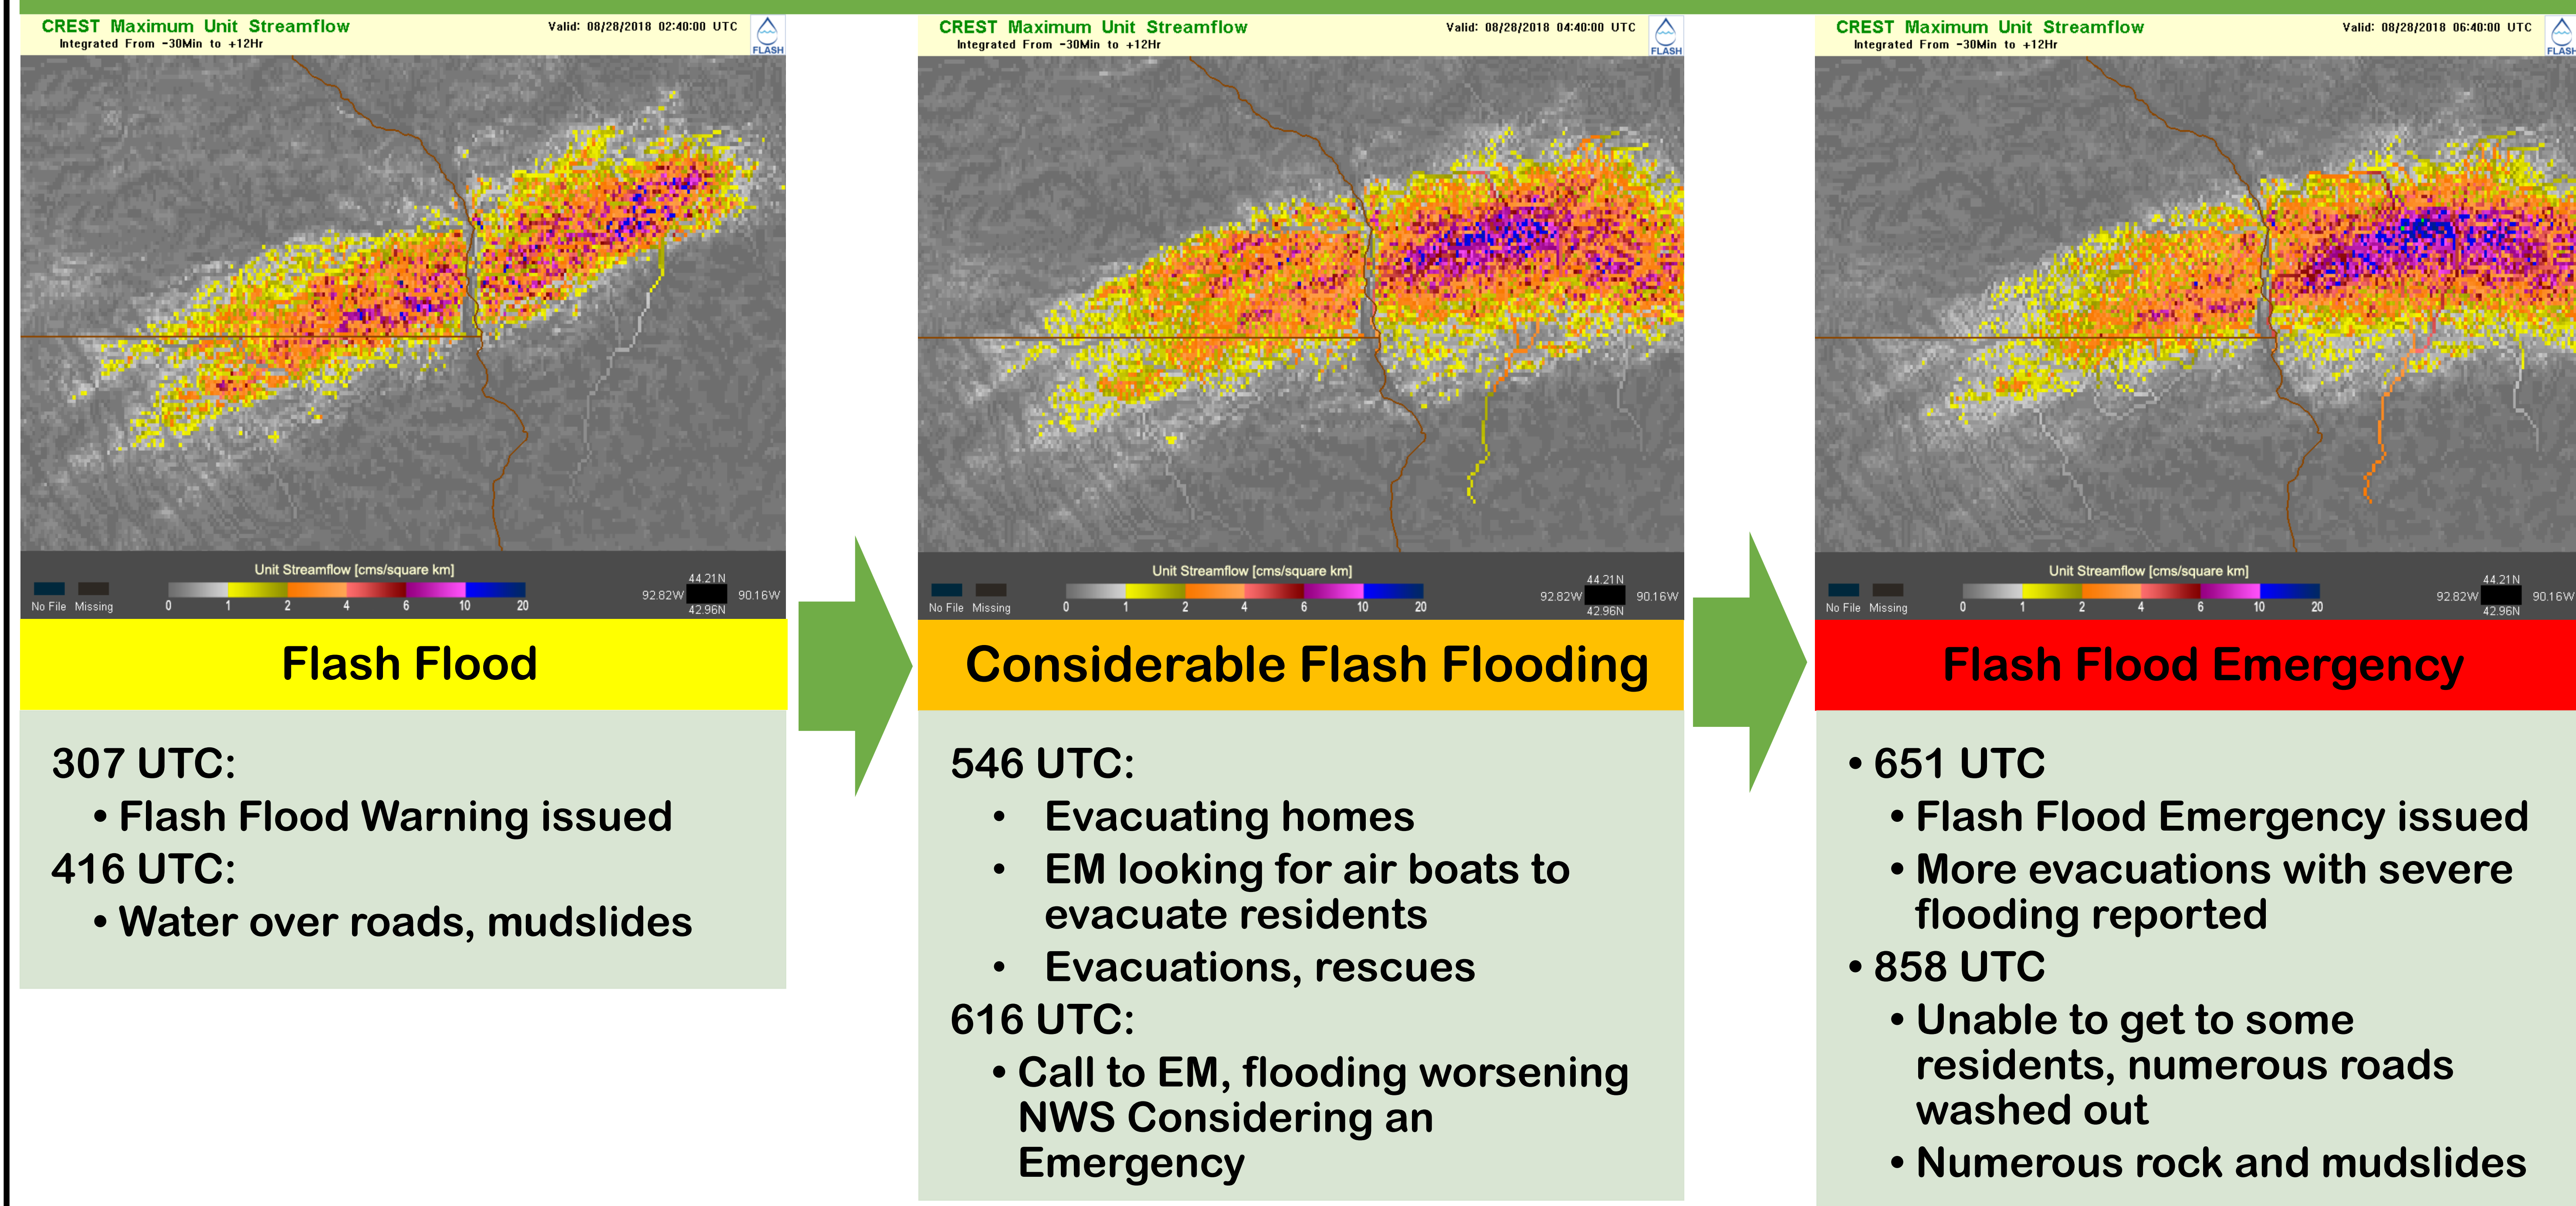 CREST Maximum Unit Streamflow
Valid: 08/28/2018 02:40:00 UTC
Integrated From -30Min to +12Hr
FLASH
Unit Streamflow [cms/square km]
No File Missing
0 1 2 4 6 10 20
44.21N
92.82W 90.16W
42.96N
Flash Flood
307 UTC:
• Flash Flood Warning issued
416 UTC:
• Water over roads, mudslides
CREST Maximum Unit Streamflow
Valid: 08/28/2018 04:40:00 UTC
Integrated From -30Min to +12Hr
FLASH
Unit Streamflow [cms/square km]
No File Missing
0 1 2 4 6 10 20
44.21N
92.82W 90.16W
42.96N
Considerable Flash Flooding
546 UTC:
• Evacuating homes
• EM looking for air boats to
evacuate residents
• Evacuations, rescues
616 UTC:
• Call to EM, flooding worsening
NWS Considering an
Emergency
CREST Maximum Unit Streamflow
Valid: 08/28/2018 06:40:00 UTC
Integrated From -30Min to +12Hr
FLASH
Unit Streamflow [cms/square km]
No File Missing
0 1 2 4 6 10 20
44.21N
92.82W 90.16W
42.96N
Flash Flood Emergency
• 651 UTC
• Flash Flood Emergency issued
• More evacuations with severe
flooding reported
• 858 UTC
• Unable to get to some
residents, numerous roads
washed out
• Numerous rock and mudslides